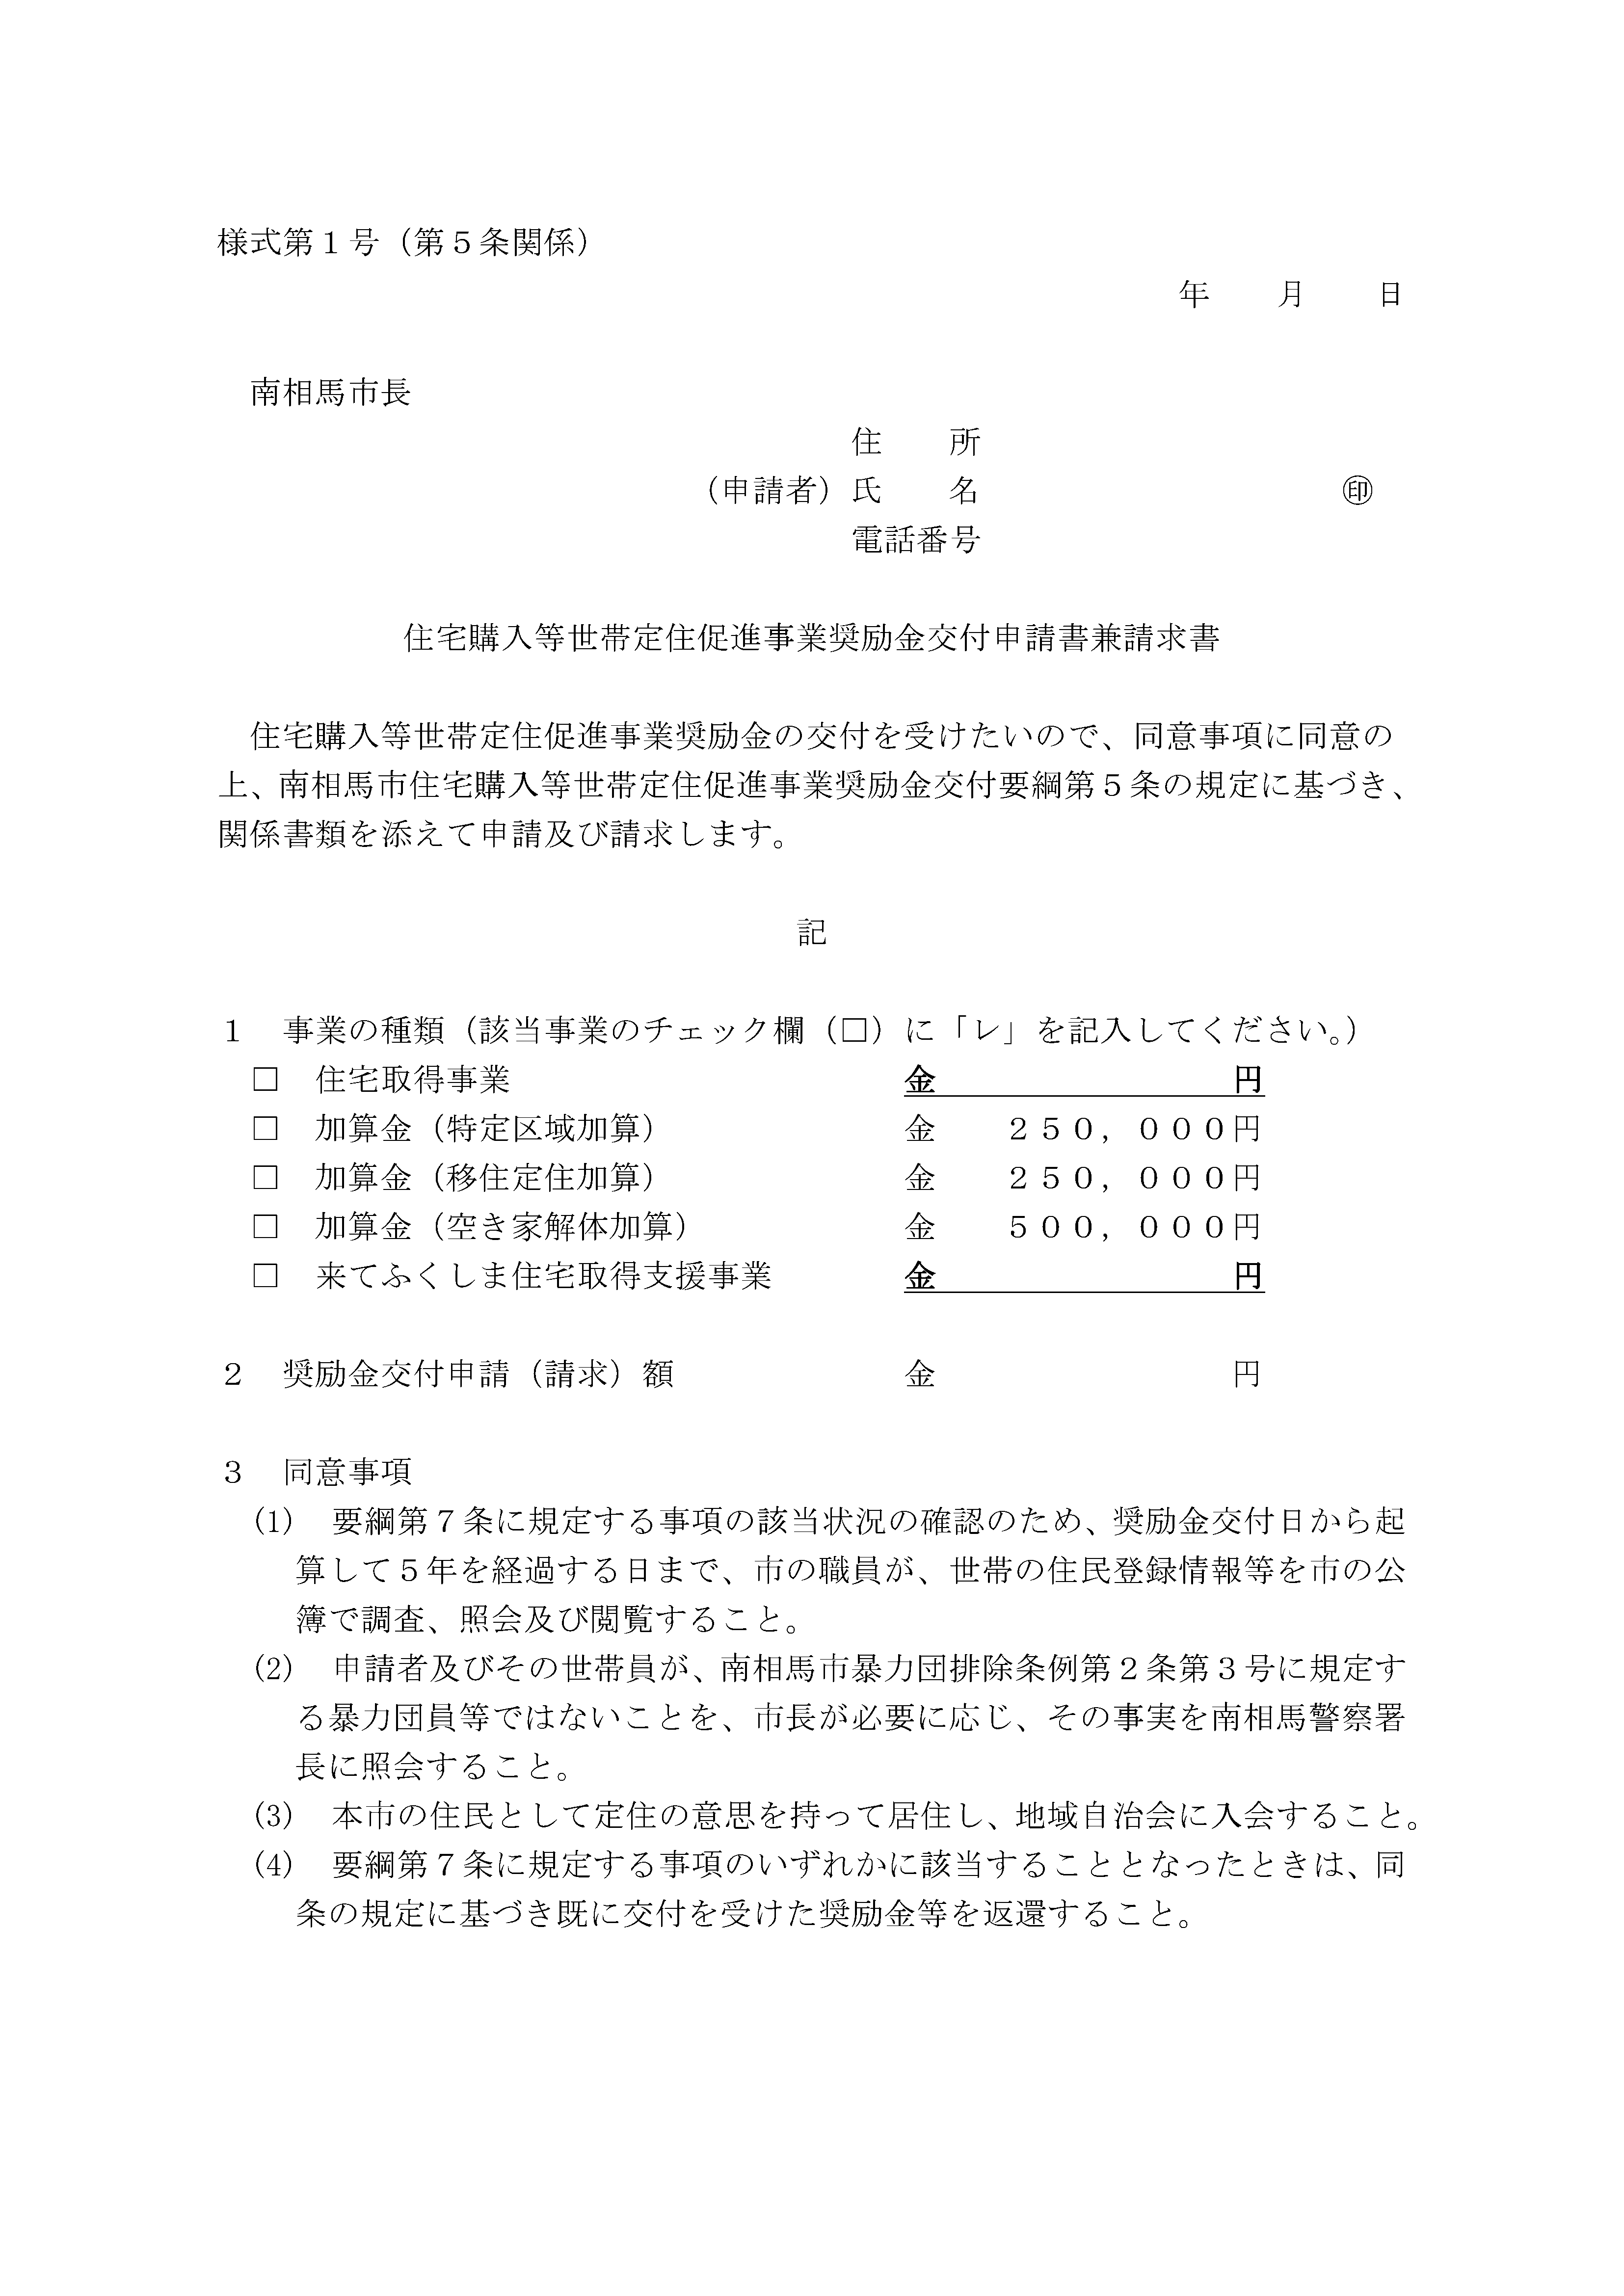 様式第１号（第５条関係）
年　　月　　日
南相馬市長
住　　所
（申請者）氏　　名　　　　　　　　　　　㊞
電話番号
住宅購入等世帯定住促進事業奨励金交付申請書兼請求書
住宅購入等世帯定住促進事業奨励金の交付を受けたいので、同意事項に同意の
上、南相馬市住宅購入等世帯定住促進事業奨励金交付要綱第５条の規定に基づき、
関係書類を添えて申請及び請求します。
記
１　事業の種類（該当事業のチェック欄（□）に「レ」を記入してください。）
□　住宅取得事業　　　　　　　　　　　　金　　　　　　　　　円
□　加算金（特定区域加算）　　　　　　　金　　２５０，０００円
□　加算金（移住定住加算）　　　　　　　金　　２５０，０００円
□　加算金（空き家解体加算）　　　　　　金　　５００，０００円
□　来てふくしま住宅取得支援事業　　　　金　　　　　　　　　円
２　奨励金交付申請（請求）額　　　　　　　金　　　　　　　　　円
３　同意事項
(1)　要綱第７条に規定する事項の該当状況の確認のため、奨励金交付日から起
算して５年を経過する日まで、市の職員が、世帯の住民登録情報等を市の公
簿で調査、照会及び閲覧すること。
(2)　申請者及びその世帯員が、南相馬市暴力団排除条例第２条第３号に規定す
る暴力団員等ではないことを、市長が必要に応じ、その事実を南相馬警察署
長に照会すること。
(3)　本市の住民として定住の意思を持って居住し、地域自治会に入会すること。
(4)　要綱第７条に規定する事項のいずれかに該当することとなったときは、同
条の規定に基づき既に交付を受けた奨励金等を返還すること。